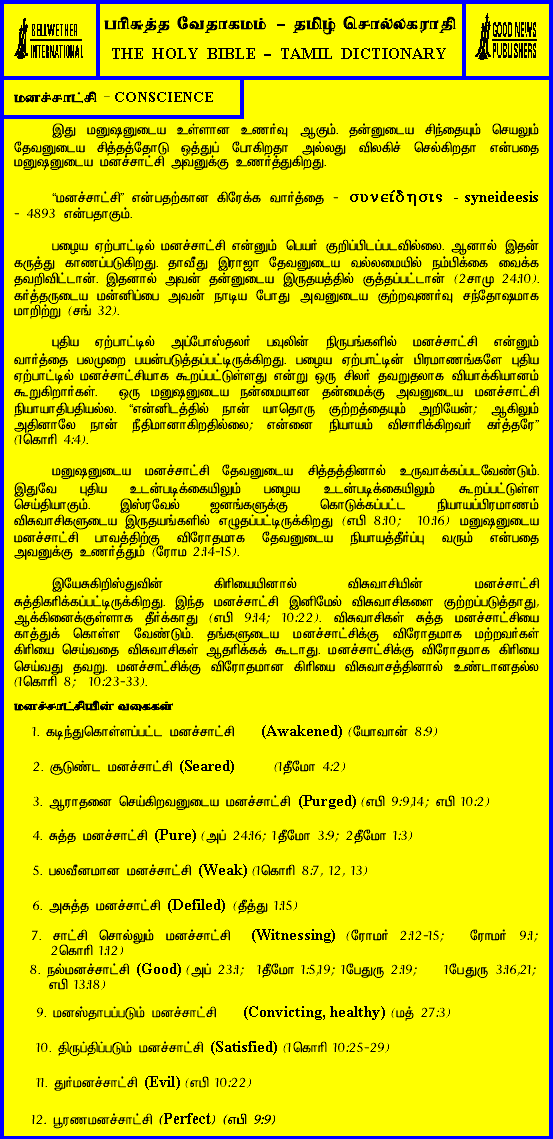 BELLWETHER
INTERNATIONAL
பரிசுத்த வேதாகமம் – தமிழ் சொல்லகராதி
THE HOLY BIBLE – TAMIL DICTIONARY
GOOD NEWS
PUBLISHERS
மனச்சாட்சி – CONSCIENCE
இது மனுஷனுடைய உள்ளான உணர்வு ஆகும். தன்னுடைய சிந்தையும் செயலும்
தேவனுடைய சித்தத்தோடு ஒத்துப் போகிறதா அல்லது விலகிச் செல்கிறதா என்பதை
மனுஷனுடைய மனச்சாட்சி அவனுக்கு உணர்த்துகிறது.
“மனச்சாட்சி” என்பதற்கான கிரேக்க வார்த்தை - συνείδησις - syneideesis
- 4893 என்பதாகும்.
பழைய ஏற்பாட்டில் மனச்சாட்சி என்னும் பெயர் குறிப்பிடப்படவில்லை. ஆனால் இதன்
கருத்து காணப்படுகிறது. தாவீது இராஜா தேவனுடைய வல்லமையில் நம்பிக்கை வைக்க
தவறிவிட்டான். இதனால் அவன் தன்னுடைய இருதயத்தில் குத்தப்பட்டான் (2சாமு 24:10).
கர்த்தருடைய மன்னிப்பை அவன் நாடிய போது அவனுடைய குற்றவுணர்வு சந்தோஷமாக
மாறிற்று (சங் 32).
புதிய ஏற்பாட்டில் அப்போஸ்தலர் பவுலின் நிருபங்களில் மனச்சாட்சி என்னும்
வார்த்தை பலமுறை பயன்படுத்தப்பட்டிருக்கிறது. பழைய ஏற்பாட்டின் பிரமாணங்களே புதிய
ஏற்பாட்டில் மனச்சாட்சியாக கூறப்பட்டுள்ளது என்று ஒரு சிலர் தவறுதலாக வியாக்கியானம்
கூறுகிறார்கள். ஒரு மனுஷனுடைய நன்மையான தன்மைக்கு அவனுடைய மனச்சாட்சி
நியாயாதிபதியல்ல. “என்னிடத்தில் நான் யாதொரு குற்றத்தையும் அறியேன்; ஆகிலும்
அதினாலே நான் நீதிமானாகிறதில்லை; என்னை நியாயம் விசாரிக்கிறவர் கர்த்தரே”
(1கொரி 4:4).
மனுஷனுடைய மனச்சாட்சி தேவனுடைய சித்தத்தினால் உருவாக்கப்படவேண்டும்.
இதுவே புதிய உடன்படிக்கையிலும் பழைய உடன்படிக்கையிலும் கூறப்பட்டுள்ள
செய்தியாகும். இஸ்ரவேல் ஜனங்களுக்கு கொடுக்கப்பட்ட நியாயப்பிரமாணம்
விசுவாசிகளுடைய இருதயங்களில் எழுதப்பட்டிருக்கிறது (எபி 8:10; 10:16) மனுஷனுடைய
மனச்சாட்சி பாவத்திற்கு விரோதமாக தேவனுடைய நியாயத்தீர்ப்பு வரும் என்பதை
அவனுக்கு உணர்த்தும் (ரோம 2:14-15).
இயேசுகிறிஸ்துவின் கிரியையினால் விசுவாசியின் மனச்சாட்சி
சுத்திகரிக்கப்பட்டிருக்கிறது. இந்த மனச்சாட்சி இனிமேல் விசுவாசிகளை குற்றப்படுத்தாது,
ஆக்கினைக்குள்ளாக தீர்க்காது (எபி 9:14; 10:22). விசுவாசிகள் சுத்த மனச்சாட்சியை
காத்துக் கொள்ள வேண்டும். தங்களுடைய மனச்சாட்சிக்கு விரோதமாக மற்றவர்கள்
கிரியை செய்வதை விசுவாசிகள் ஆதரிக்கக் கூடாது. மனச்சாட்சிக்கு விரோதமாக கிரியை
செய்வது தவறு. மனச்சாட்சிக்கு விரோதமான கிரியை விசுவாசத்தினால் உண்டானதல்ல
(1கொரி 8; 10:23-33).
மனச்சாட்சியின் வகைகள்
1. கடிந்துகொள்ளப்பட்ட மனச்சாட்சி (Awakened) (யோவான் 8:9)
2. சூடுண்ட மனச்சாட்சி (Seared) (1தீமோ 4:2)
3. ஆராதனை செய்கிறவனுடைய மனச்சாட்சி (Purged) (எபி 9:9,14; எபி 10:2)
4. சுத்த மனச்சாட்சி (Pure) (அப் 24:16; 1தீமோ 3:9; 2தீமோ 1:3)
5. பலவீனமான மனச்சாட்சி (Weak) (1கொரி 8:7, 12, 13)
6. அசுத்த மனச்சாட்சி (Defiled) (தீத்து 1:15)
7. சாட்சி சொல்லும் மனச்சாட்சி (Witnessing) (ரோமர் 2:12-15; ரோமர் 9:1;
2கொரி 1:12)
8. நல்மனச்சாட்சி (Good) (அப் 23:1; 1தீமோ 1:5,19; 1பேதுரு 2:19; 1பேதுரு 3:16,21;
எபி 13:18)
9. மனஸ்தாபப்படும் மனச்சாட்சி (Convicting, healthy) (மத் 27:3)
10. திருப்திப்படும் மனச்சாட்சி (Satisfied) (1கொரி 10:25-29)
11. துர்மனச்சாட்சி (Evil) (எபி 10:22)
12. பூரணமனச்சாட்சி (Perfect) (எபி 9:9)